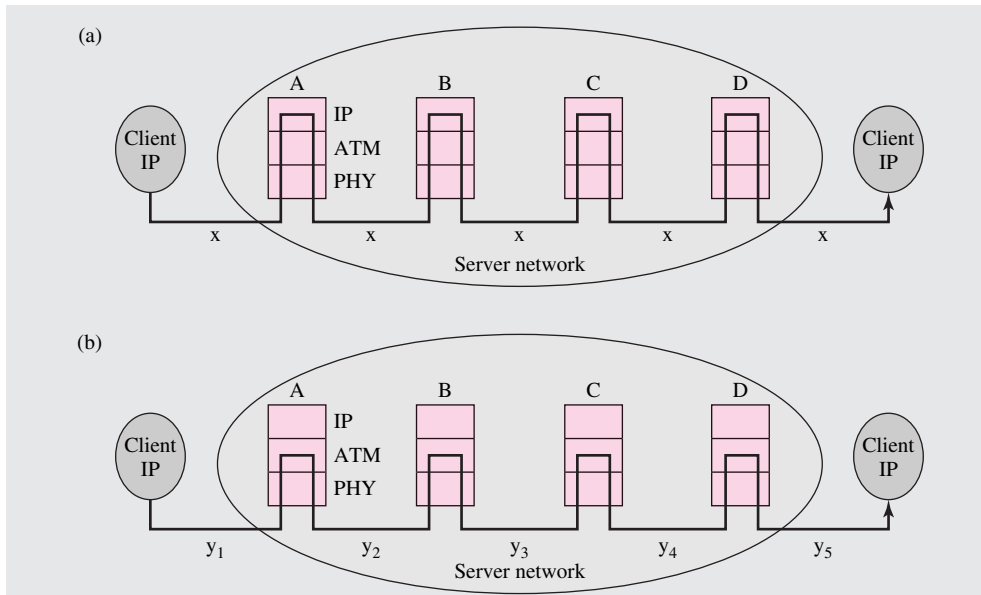 (a)
A B C D
Client IP
IP
ATM
PHY
Client IP
x x x x x
Server network
(b)
A B C D
Client IP
IP
ATM
PHY
Client IP
y₁ y₂ y₃ y₄ y₅
Server network